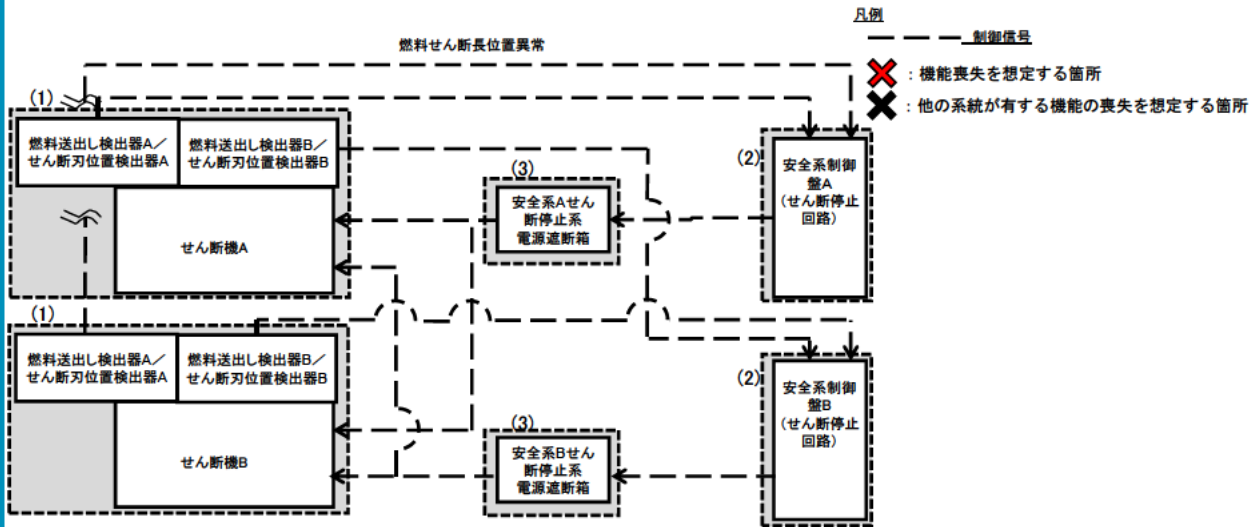 凡例
制御信号
燃料せん断長位置異常
：機能喪失を想定する箇所
：他の系統が有する機能の喪失を想定する箇所
(1)
燃料送出し検出器A／
せん断刃位置検出器A
燃料送出し検出器B／
せん断刃位置検出器B
せん断機A
(3)
安全系Aせん
断停止系
電源遮断箱
(2)
安全系制御
盤A
(せん断停止
回路)
(1)
燃料送出し検出器A／
せん断刃位置検出器A
燃料送出し検出器B／
せん断刃位置検出器B
せん断機B
(3)
安全系Bせん
断停止系
電源遮断箱
(2)
安全系制御
盤B
(せん断停止
回路)